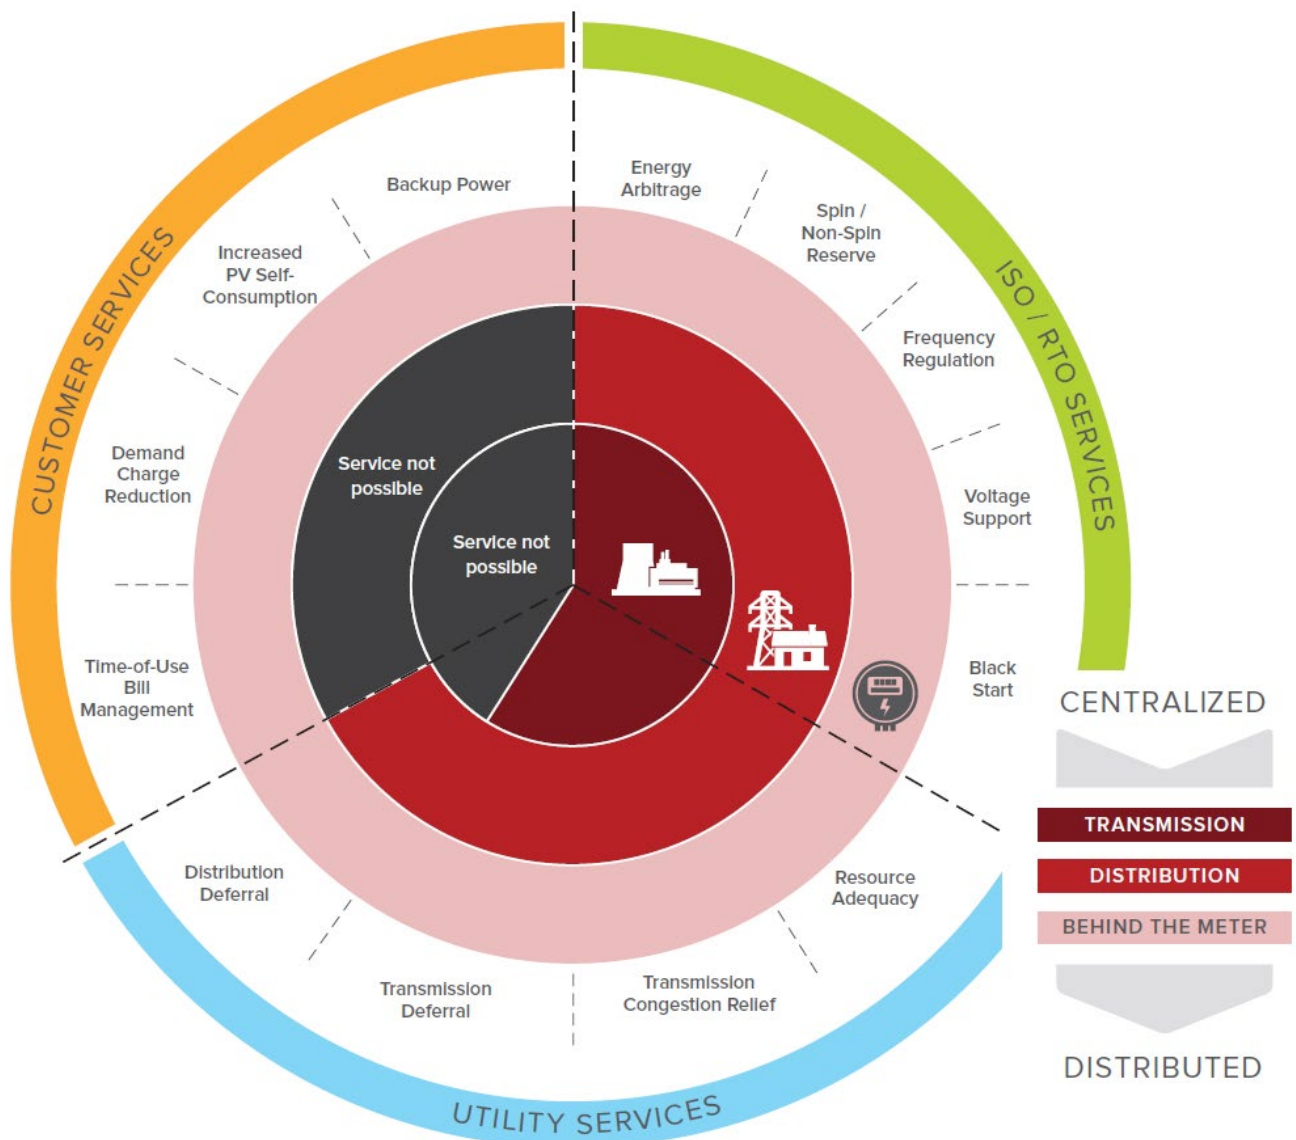 CUSTOMER SERVICES
ISO / RTO SERVICES
Backup Power
Energy
Arbitrage
Spin /
Non-Spin
Reserve
Increased
PV Self-
Consumption
Frequency
Regulation
Demand
Charge
Reduction
Service not
possible
Service not
possible
Voltage
Support
Time-of-Use
Bill
Management
Black
Start
CENTRALIZED
TRANSMISSION
DISTRIBUTION
BEHIND THE METER
DISTRIBUTED
Distribution
Deferral
Resource
Adequacy
Transmission
Deferral
Transmission
Congestion Relief
UTILITY SERVICES